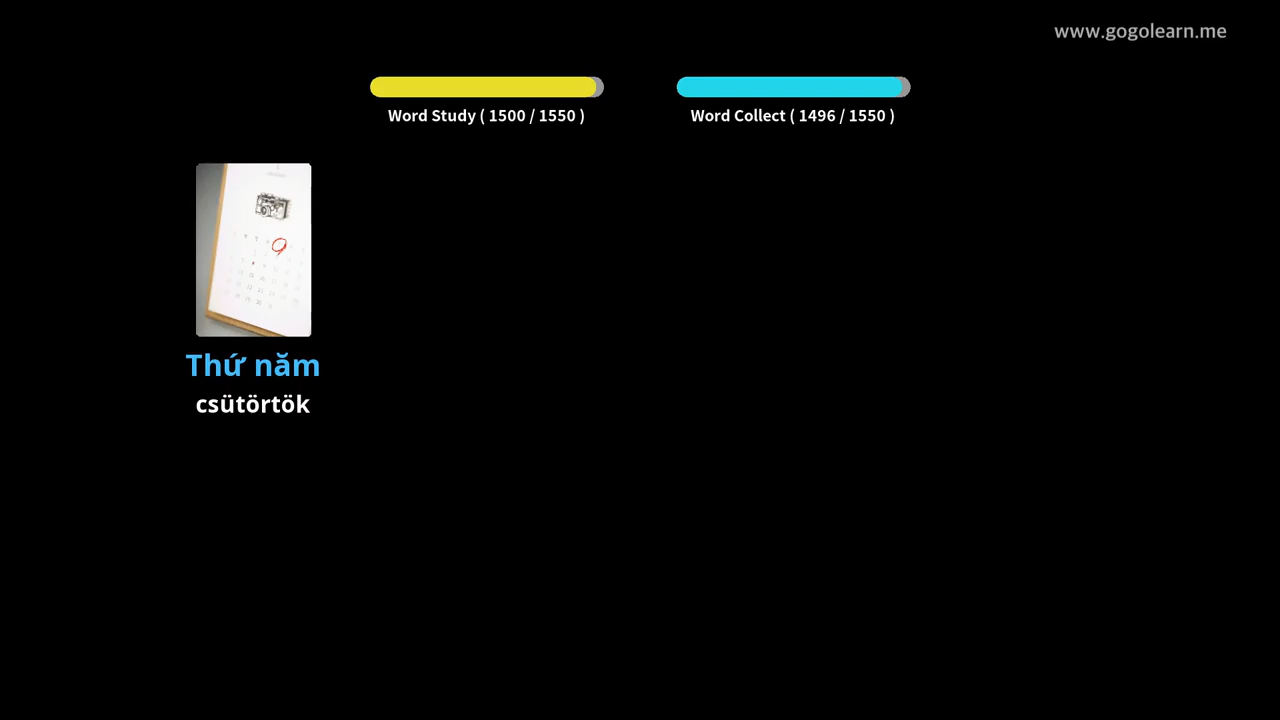 www.gogolearn.me
Word Study ( 1500 / 1550 )
Word Collect ( 1496 / 1550 )
Thứ năm
csütörtök